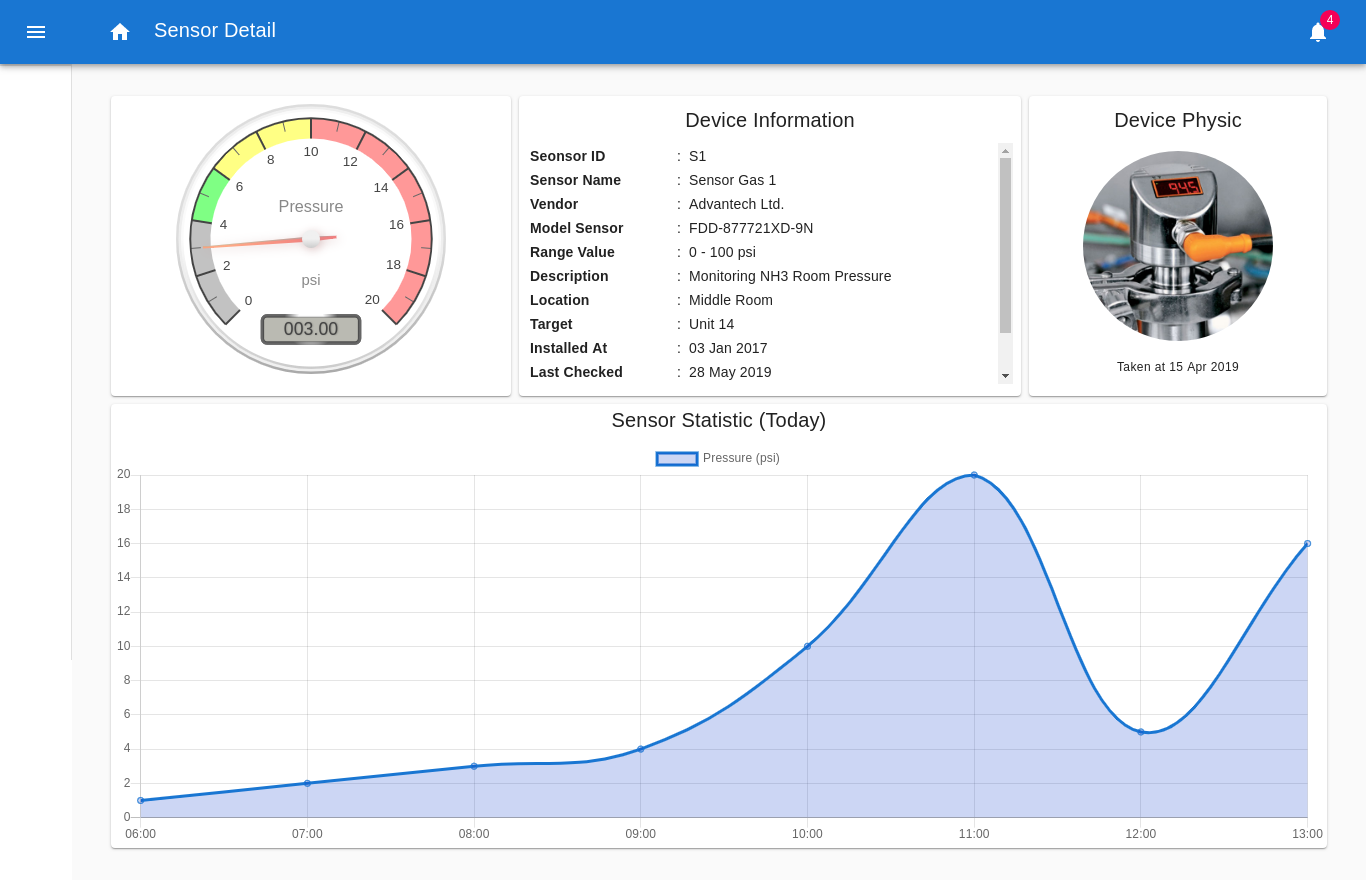 Sensor Detail
4
0
2
4
6
8
10
12
14
16
18
20
Pressure
psi
003.00
Device Information
Seonsor ID : S1
Sensor Name : Sensor Gas 1
Vendor : Advantech Ltd.
Model Sensor : FDD-877721XD-9N
Range Value : 0 - 100 psi
Description : Monitoring NH3 Room Pressure
Location : Middle Room
Target : Unit 14
Installed At : 03 Jan 2017
Last Checked : 28 May 2019
Device Physic
945
Taken at 15 Apr 2019
Sensor Statistic (Today)
Pressure (psi)
20
18
16
14
12
10
8
6
4
2
0
06:00 07:00 08:00 09:00 10:00 11:00 12:00 13:00